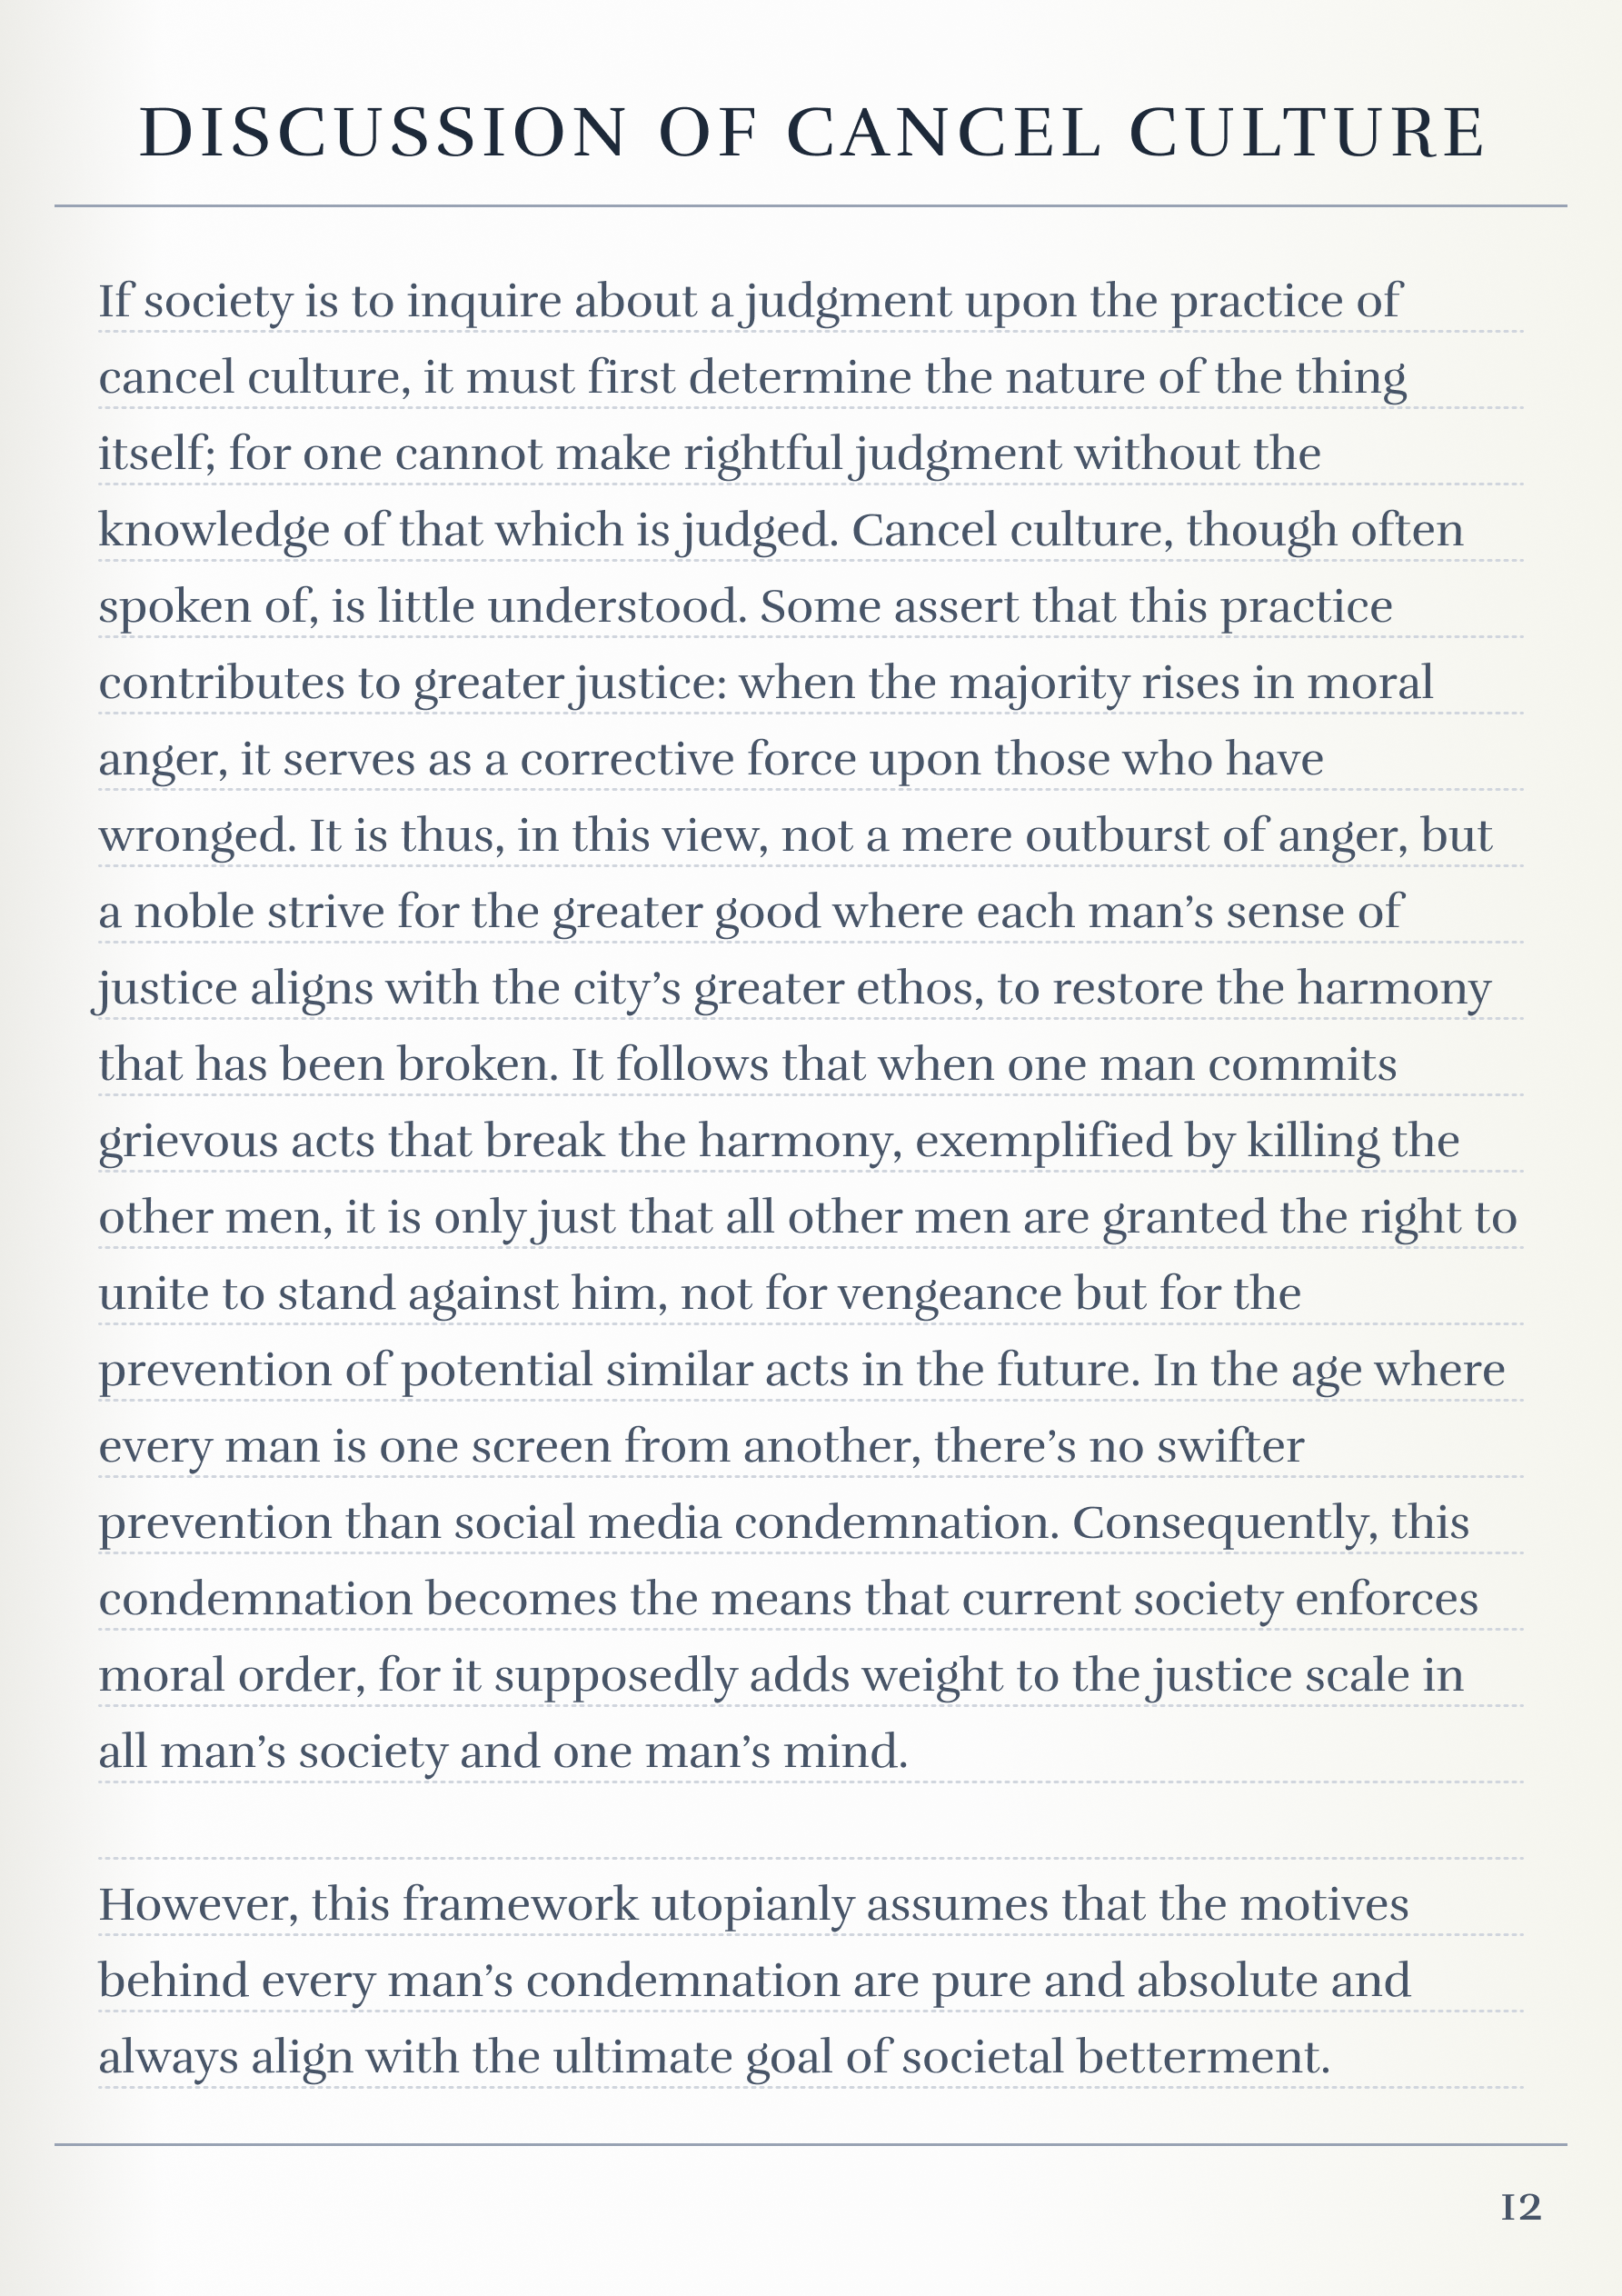 DISCUSSION OF CANCEL CULTURE
If society is to inquire about a judgment upon the practice of
cancel culture, it must first determine the nature of the thing
itself; for one cannot make rightful judgment without the
knowledge of that which is judged. Cancel culture, though often
spoken of, is little understood. Some assert that this practice
contributes to greater justice: when the majority rises in moral
anger, it serves as a corrective force upon those who have
wronged. It is thus, in this view, not a mere outburst of anger, but
a noble strive for the greater good where each man’s sense of
justice aligns with the city’s greater ethos, to restore the harmony
that has been broken. It follows that when one man commits
grievous acts that break the harmony, exemplified by killing the
other men, it is only just that all other men are granted the right to
unite to stand against him, not for vengeance but for the
prevention of potential similar acts in the future. In the age where
every man is one screen from another, there’s no swifter
prevention than social media condemnation. Consequently, this
condemnation becomes the means that current society enforces
moral order, for it supposedly adds weight to the justice scale in
all man’s society and one man’s mind.
However, this framework utopianly assumes that the motives
behind every man’s condemnation are pure and absolute and
always align with the ultimate goal of societal betterment.
12